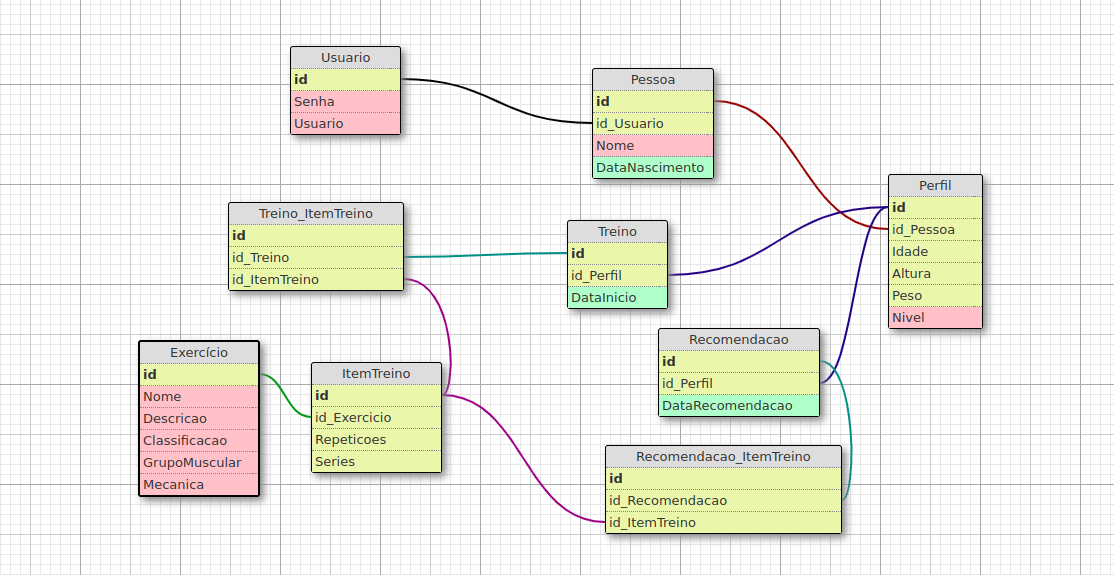 Usuario
id
Senha
Usuario
Pessoa
id
id_Usuario
Nome
DataNascimento
Perfil
id
id_Pessoa
Idade
Altura
Peso
Nivel
Treino_ItemTreino
id
id_Treino
id_ItemTreino
Treino
id
id_Perfil
DataInicio
Recomendacao
id
id_Perfil
DataRecomendacao
Exercício
id
Nome
Descricao
Classificacao
GrupoMuscular
Mecanica
ItemTreino
id
id_Exercicio
Repeticoes
Series
Recomendacao_ItemTreino
id
id_Recomendacao
id_ItemTreino